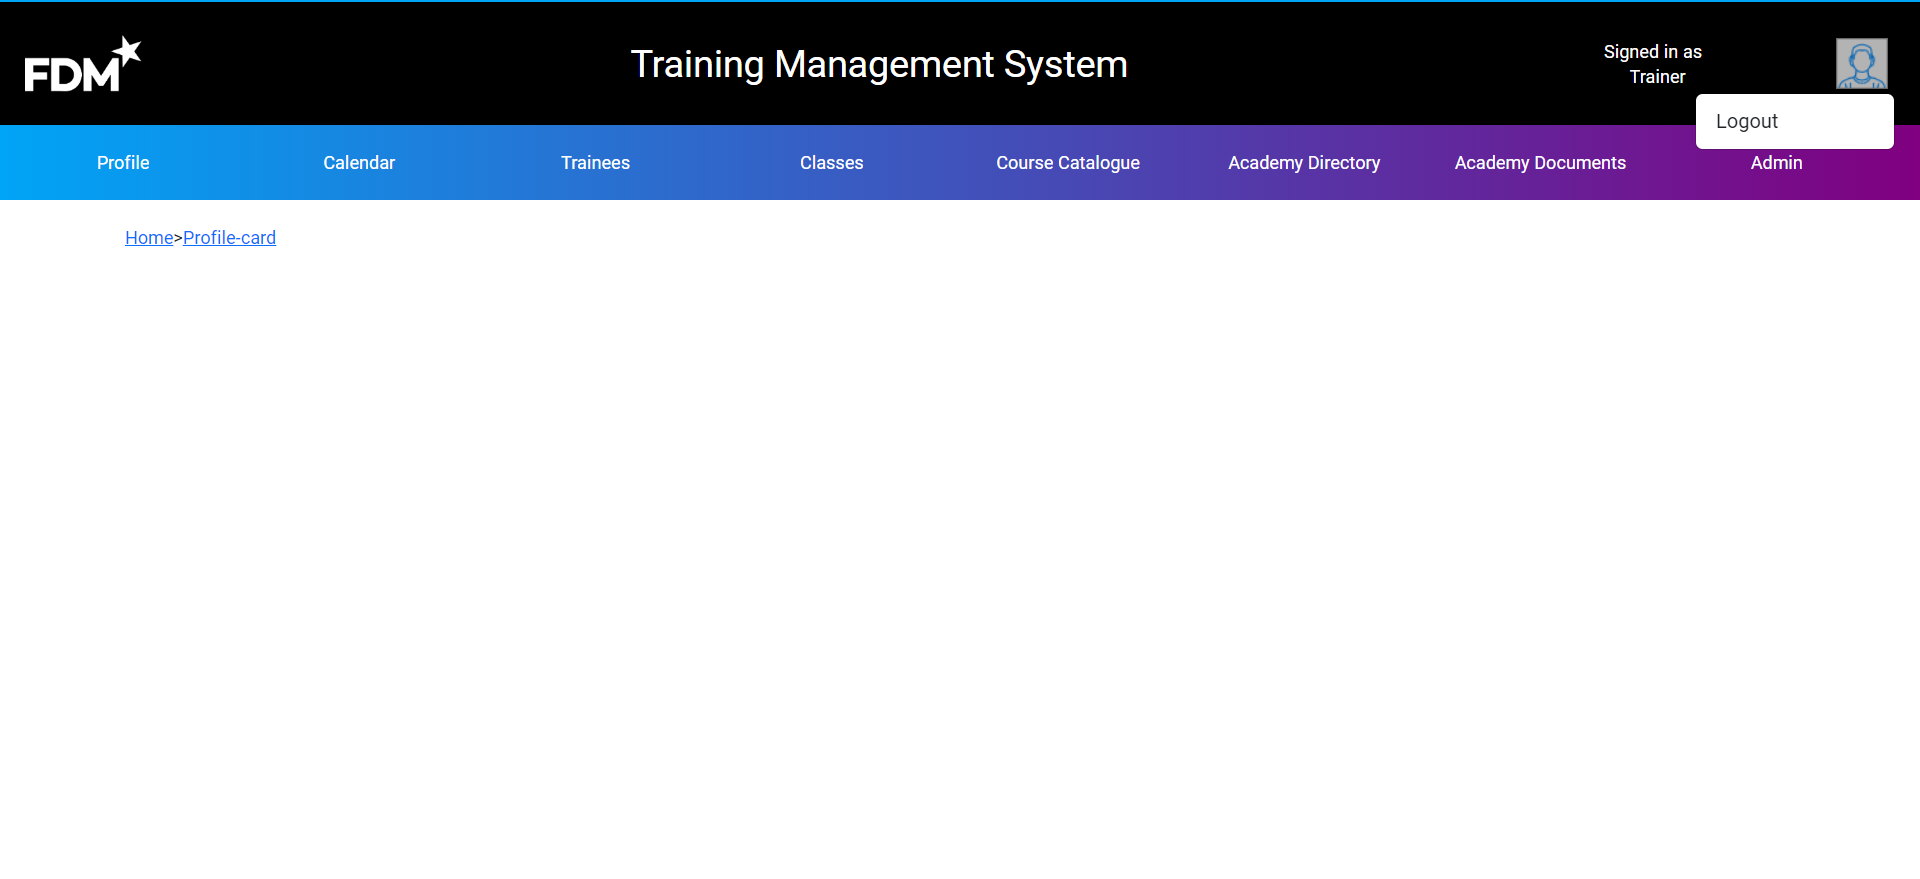 FDM
Training Management System
Signed in as
Trainer
Logout
Profile
Calendar
Trainees
Classes
Course Catalogue
Academy Directory
Academy Documents
Admin
Home>Profile-card